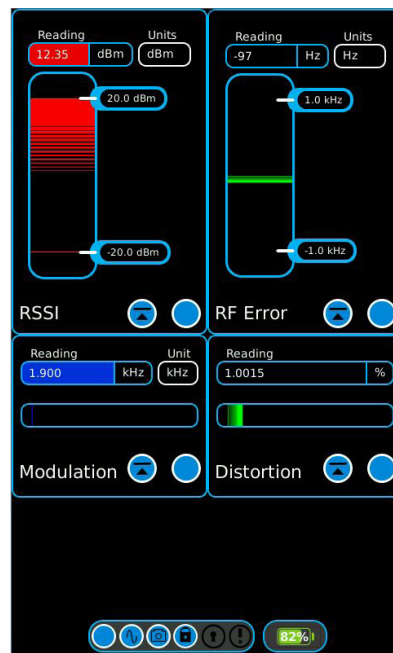 Reading Units
12.35 dBm dBm
20.0 dBm
-20.0 dBm
RSSI
Reading Units
-97 Hz Hz
1.0 kHz
-1.0 kHz
RF Error
Reading Unit
1.900 kHz kHz
Modulation
Reading
1.0015 %
Distortion
82%